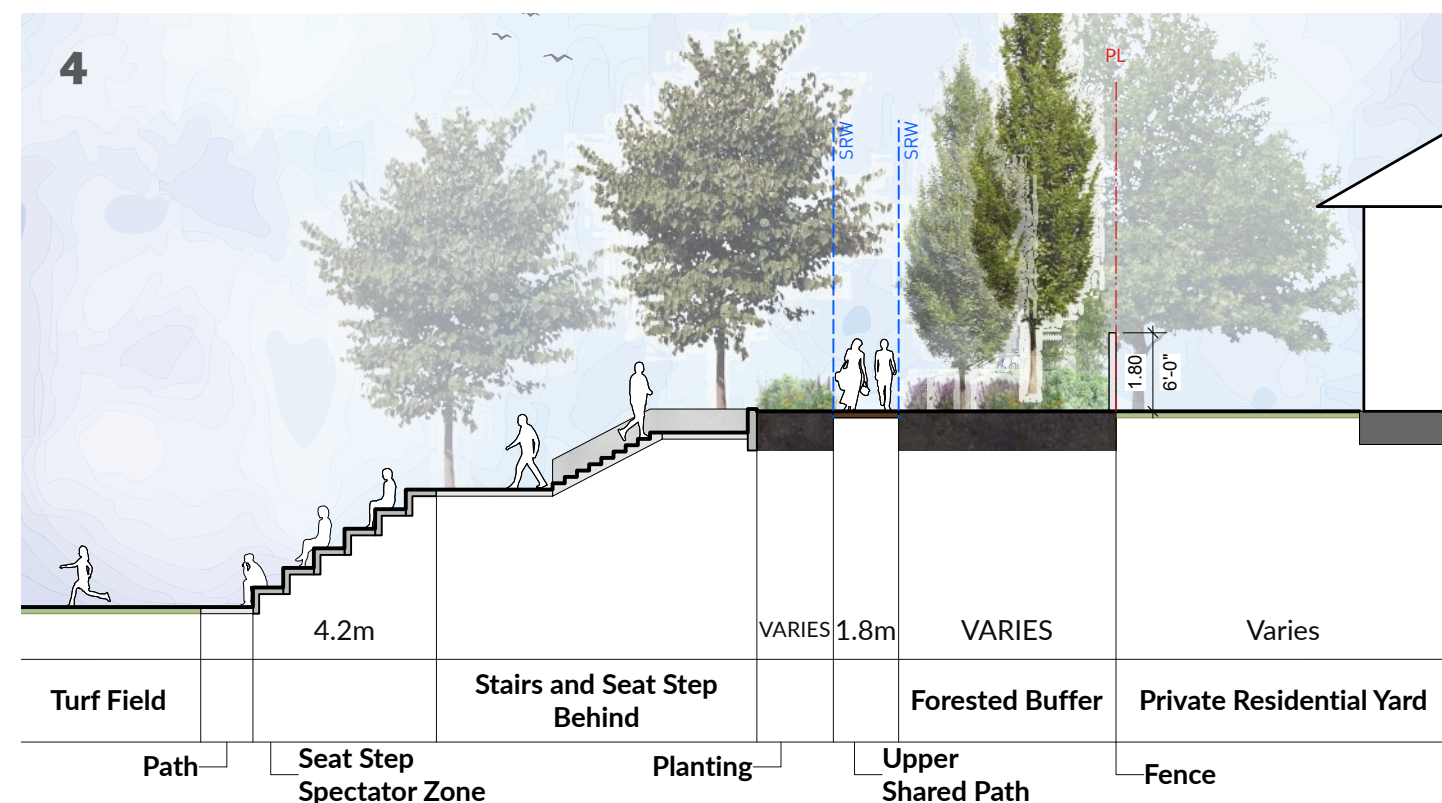 4
PL
SRW
SRW
1.80
6'-0"
4.2m
VARIES
1.8m
VARIES
Varies
Turf Field
Stairs and Seat Step
Behind
Forested Buffer
Private Residential Yard
Path
Seat Step
Spectator Zone
Planting
Upper
Shared Path
Fence